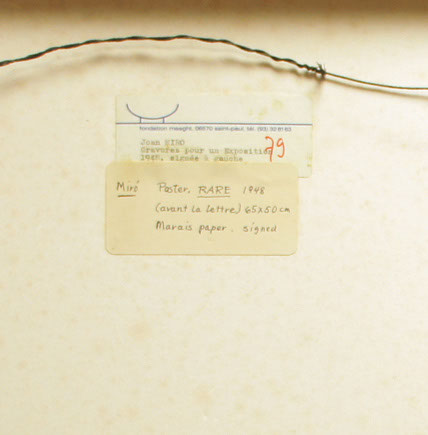 fondation maeght, 06570 saint-paul, tél. (93) 32 81 63
Joan MIRO
Gravures pour un Exposition
1948, signée à gauche
79
Miró Poster. RARE 1948
(avant la lettre) 65x50 cm
Marais paper. signed